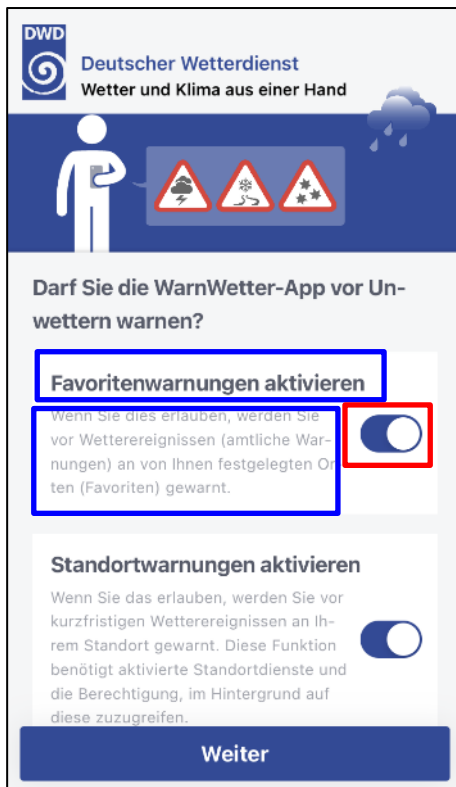 DWD
Deutscher Wetterdienst
Wetter und Klima aus einer Hand
Darf Sie die WarnWetter-App vor Un-
wettern warnen?
Favoritenwarnungen aktivieren
Wenn Sie dies erlauben, werden Sie
vor Wetterereignissen (amtliche War-
nungen) an von Ihnen festgelegten Or-
ten (Favoriten) gewarnt.
Standortwarnungen aktivieren
Wenn Sie das erlauben, werden Sie vor
kurzfristigen Wetterereignissen an Ih-
rem Standort gewarnt. Diese Funktion
benötigt aktivierte Standortdienste und
die Berechtigung, im Hintergrund auf
diese zuzugreifen.
Weiter